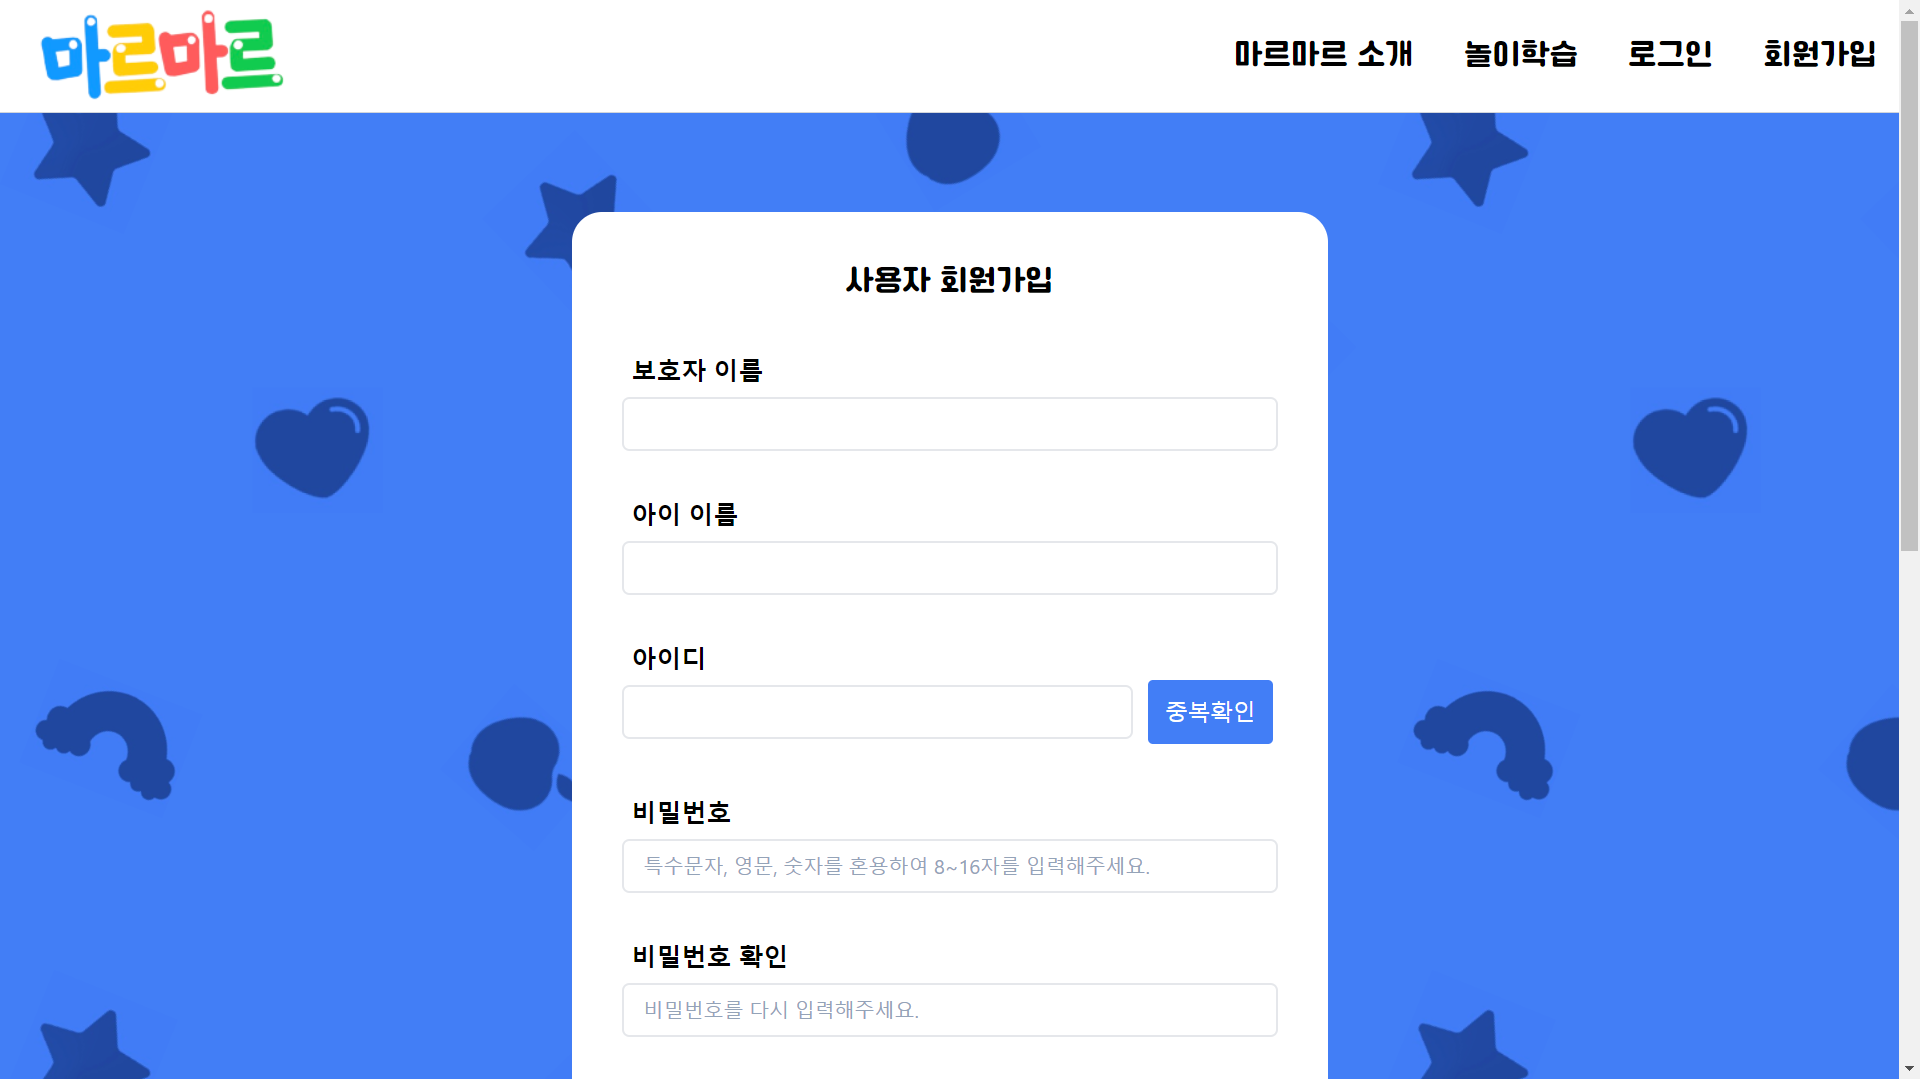 마르마르
마르마르 소개 놀이학습 로그인 회원가입
사용자 회원가입
보호자 이름
아이 이름
아이디
중복확인
비밀번호
특수문자, 영문, 숫자를 혼용하여 8~16자를 입력해주세요.
비밀번호 확인
비밀번호를 다시 입력해주세요.